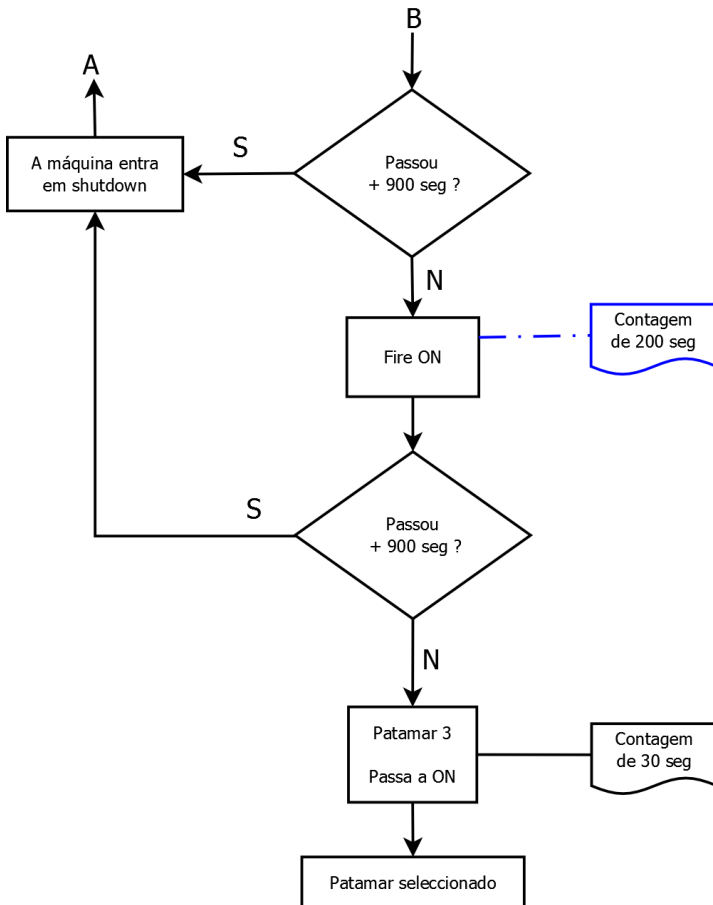 B
A
Passou
+ 900 seg ?
S
A máquina entra
em shutdown
N
Contagem
de 200 seg
Fire ON
S
Passou
+ 900 seg ?
N
Patamar 3
Passa a ON
Contagem
de 30 seg
Patamar seleccionado